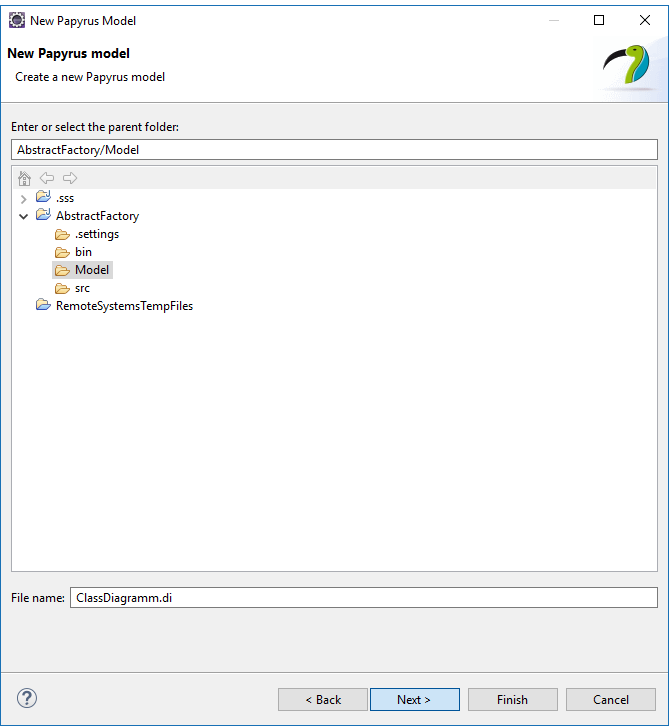 New Papyrus Model
New Papyrus model
Create a new Papyrus model
Enter or select the parent folder:
AbstractFactory/Model
.sss
AbstractFactory
.settings
bin
Model
src
RemoteSystemsTempFiles
File name: ClassDiagramm.di
? < Back Next > Finish Cancel